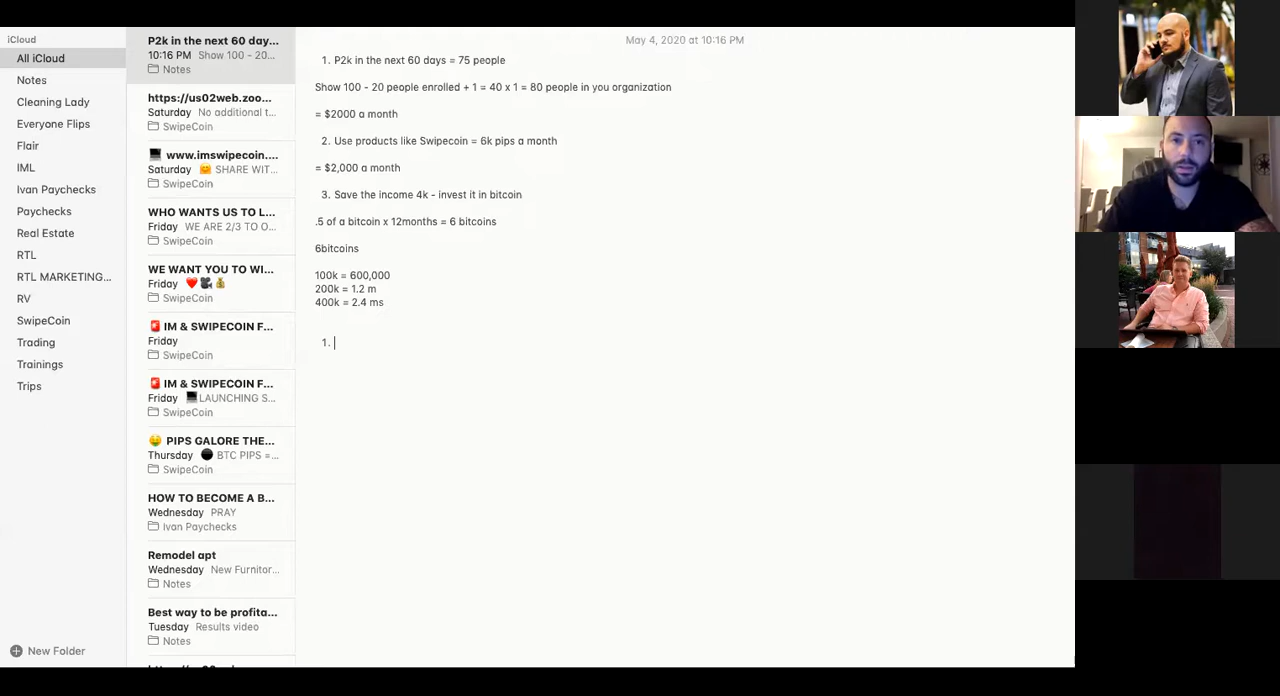 iCloud
All iCloud
Notes
Cleaning Lady
Everyone Flips
Flair
IML
Ivan Paychecks
Paychecks
Real Estate
RTL
RTL MARKETING...
RV
SwipeCoin
Trading
Trainings
Trips
New Folder
P2k in the next 60 day...
10:16 PM Show 100 - 20...
Notes
https://us02web.zoo...
Saturday No additional t...
SwipeCoin
www.imswipecoin....
Saturday 🤗 SHARE WIT...
SwipeCoin
WHO WANTS US TO L...
Friday WE ARE 2/3 TO O...
SwipeCoin
WE WANT YOU TO WI...
Friday ❤️🎥💰
SwipeCoin
🚨 IM & SWIPECOIN F...
Friday
SwipeCoin
🚨 IM & SWIPECOIN F...
Friday LAUNCHING S...
SwipeCoin
🤑 PIPS GALORE THE...
Thursday 🌑 BTC PIPS =...
SwipeCoin
HOW TO BECOME A B...
Wednesday PRAY
Ivan Paychecks
Remodel apt
Wednesday New Furnitor...
Notes
Best way to be profita...
Tuesday Results video
Notes
May 4, 2020 at 10:16 PM
1. P2k in the next 60 days = 75 people
Show 100 - 20 people enrolled + 1 = 40 x 1 = 80 people in you organization
= $2000 a month
2. Use products like Swipecoin = 6k pips a month
= $2,000 a month
3. Save the income 4k - invest it in bitcoin
.5 of a bitcoin x 12months = 6 bitcoins
6bitcoins
100k = 600,000
200k = 1.2 m
400k = 2.4 ms
1.